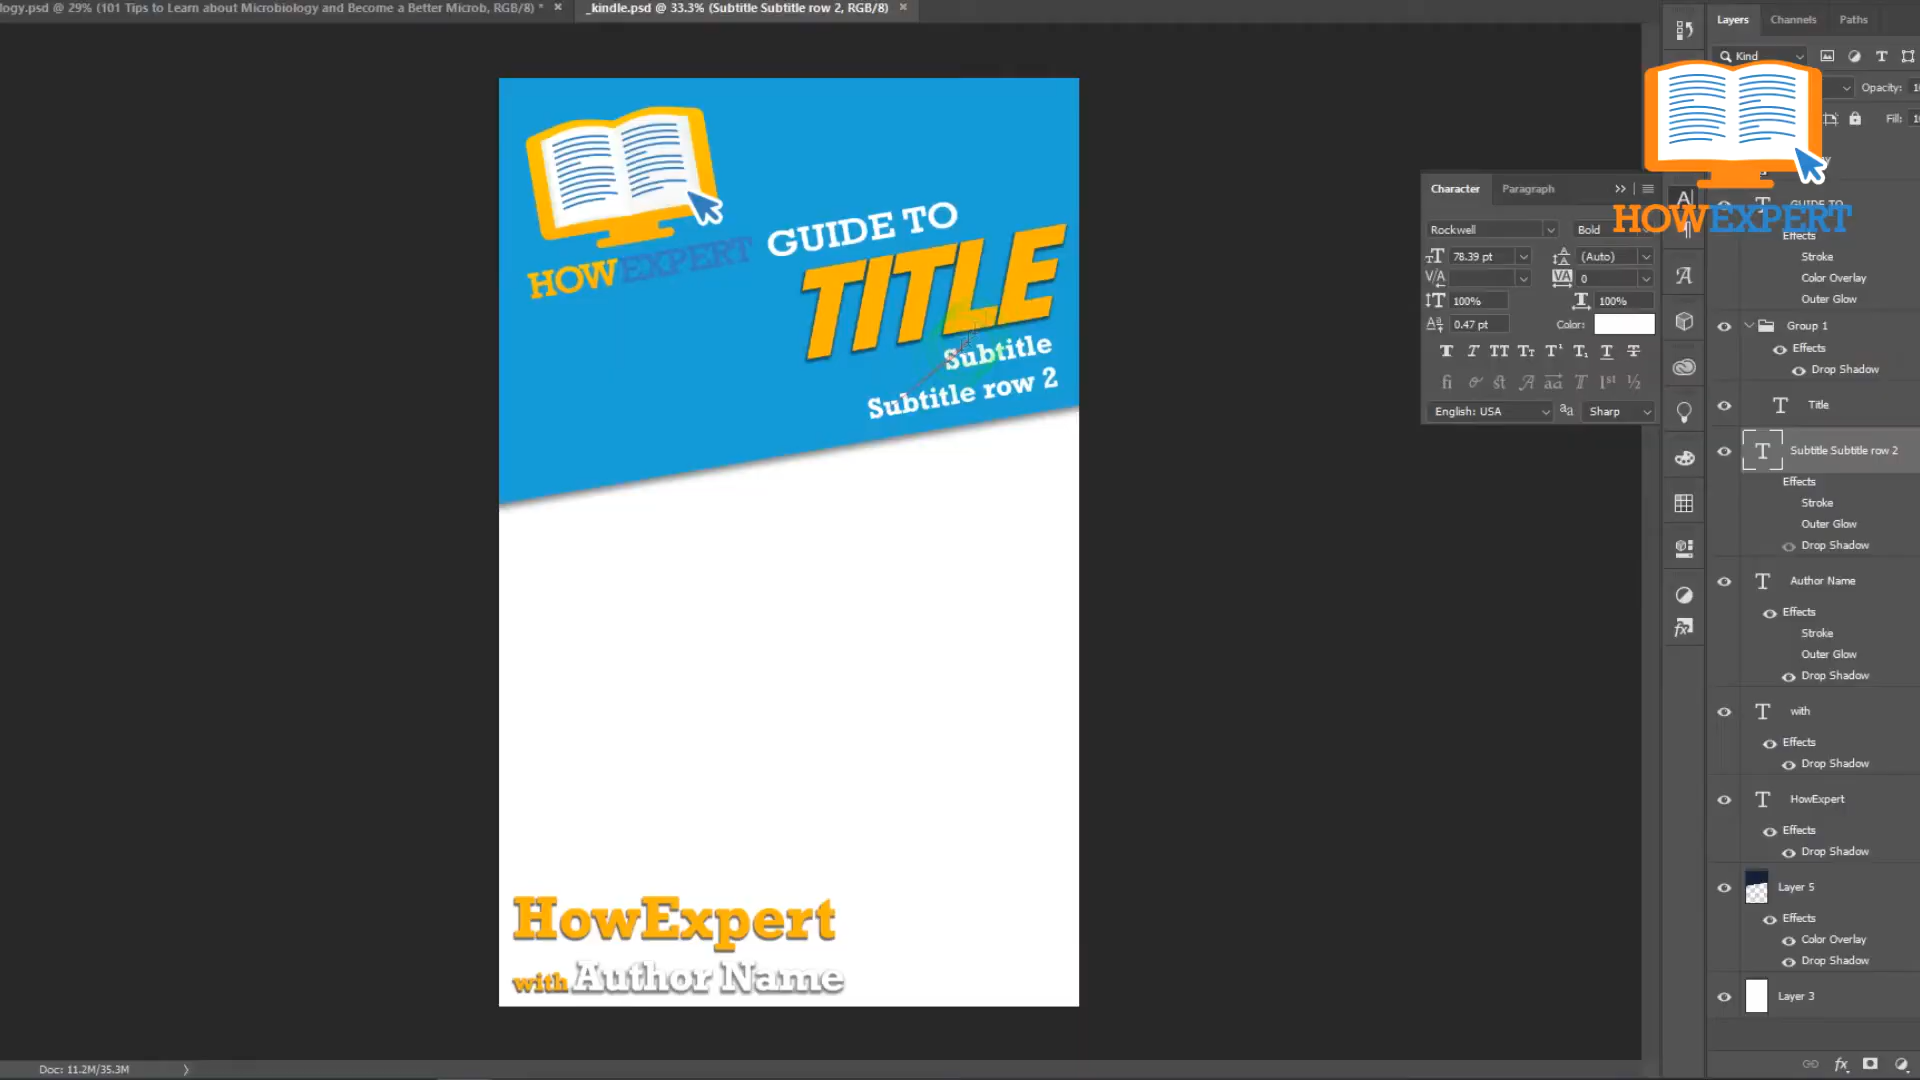 logy.psd @ 29% (101 Tips to Learn about Microbiology and Become a Better Microb, RGB/8) *
_kindle.psd @ 33.3% (Subtitle Subtitle row 2, RGB/8)
Layers Channels Paths
Kind
Opacity:
Fill:
HOWEXPERT
GUIDE TO
Effects
Stroke
Color Overlay
Outer Glow
Group 1
Effects
Drop Shadow
Title
Subtitle Subtitle row 2
Effects
Stroke
Outer Glow
Drop Shadow
Author Name
Effects
Stroke
Outer Glow
Drop Shadow
with
Effects
Drop Shadow
HowExpert
Effects
Drop Shadow
Layer 5
Effects
Color Overlay
Drop Shadow
Layer 3
Character Paragraph
Rockwell Bold
78.39 pt (Auto)
0
100% 100%
0.47 pt Color:
English: USA aa Sharp
HOWEXPERT
GUIDE TO
TITLE
Subtitle
Subtitle row 2
HowExpert
with Author Name
Doc: 11.2M/35.3M